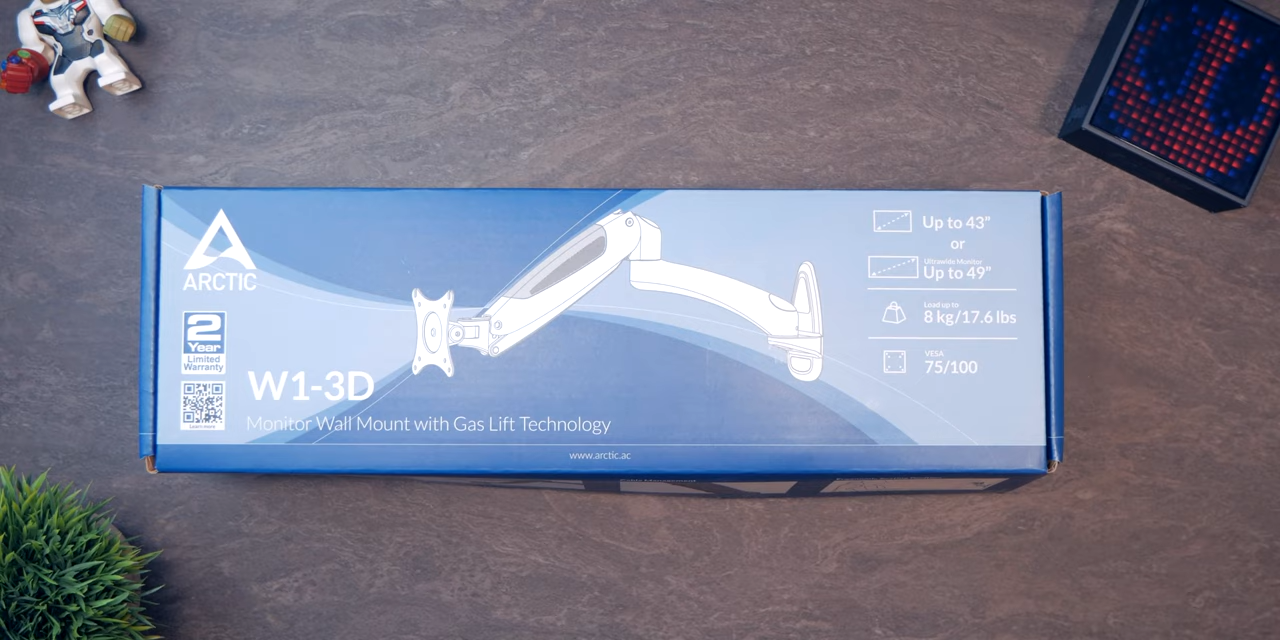 ARCTIC
2
Year
Limited
Warranty
Learn more
W1-3D
Monitor Wall Mount with Gas Lift Technology
www.arctic.ac
Up to 43”
or
Ultrawide Monitor
Up to 49”
Load up to
8 kg/17.6 lbs
VESA
75/100